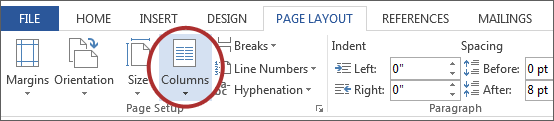 FILE HOME INSERT DESIGN PAGE LAYOUT REFERENCES MAILINGS
Breaks Indent Spacing
Line Numbers Left: 0" Before: 0 pt
Margins Orientation Size Columns Hyphenation Right: 0" After: 8 pt
Page Setup Paragraph